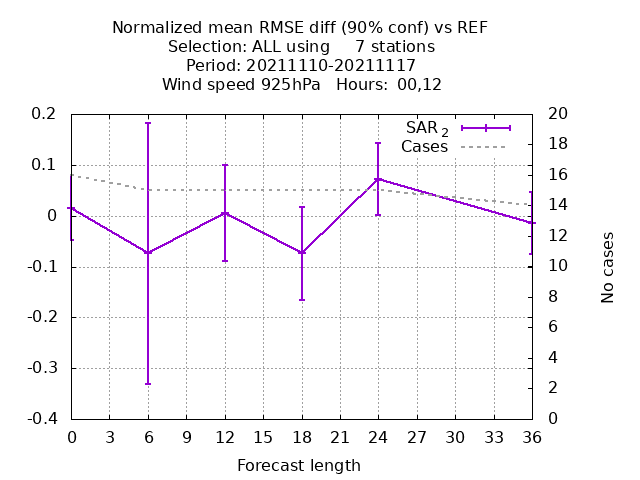 Normalized mean RMSE diff (90% conf) vs REF
Selection: ALL using     7 stations
Period: 20211110-20211117
Wind speed 925hPa   Hours: 00,12
SAR 2
Cases
0.2
0.1
0
-0.1
-0.2
-0.3
-0.4
20
18
16
14
12
10
8
6
4
2
0
No cases
0 3 6 9 12 15 18 21 24 27 30 33 36
Forecast length